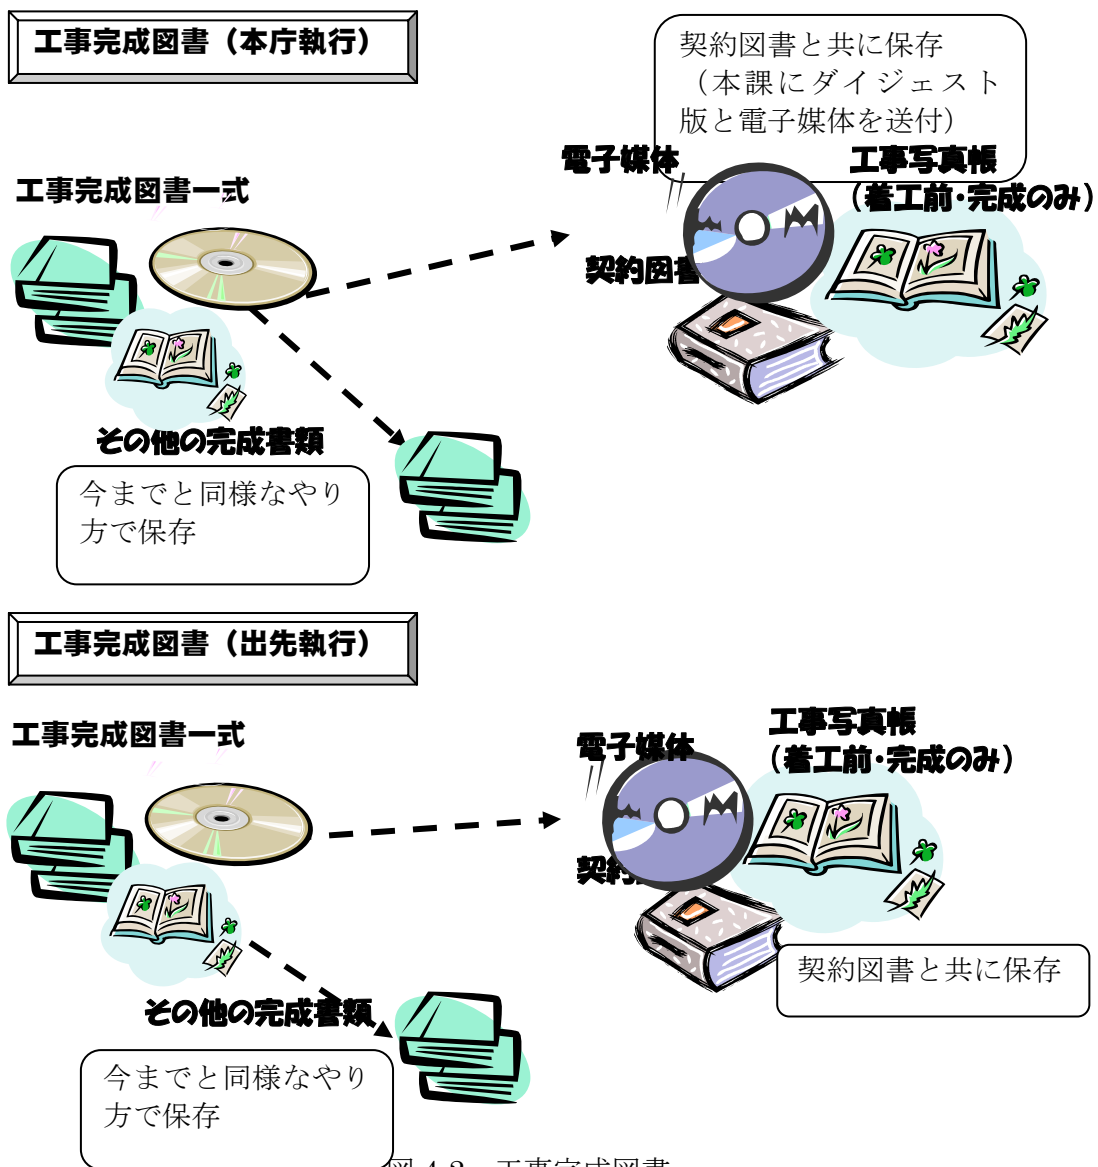 工事完成図書（本庁執行）
契約図書と共に保存
（本課にダイジェスト
版と電子媒体を送付）
電子媒体
工事写真帳
（着工前・完成のみ）
工事完成図書一式
契約図書
その他の完成書類
今までと同様なやり
方で保存
工事完成図書（出先執行）
工事完成図書一式
電子媒体
工事写真帳
（着工前・完成のみ）
契約
契約図書と共に保存
その他の完成書類
今までと同様なやり
方で保存
図 4-2 工事完成図書